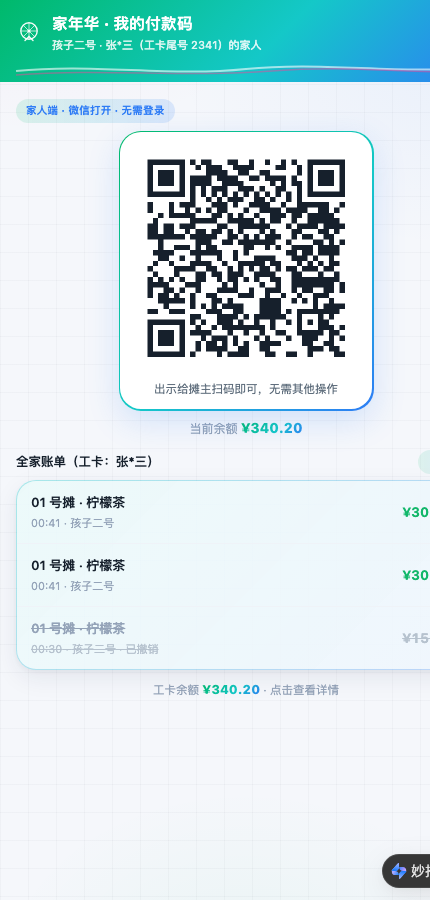 家年华 · 我的付款码
孩子二号 · 张*三（工卡尾号 2341）的家人
家人端 · 微信打开 · 无需登录
出示给摊主扫码即可，无需其他操作
当前余额 ¥340.20
全家账单（工卡：张*三）
01 号摊 · 柠檬茶
¥30
00:41 · 孩子二号
01 号摊 · 柠檬茶
¥30
00:41 · 孩子二号
01 号摊 · 柠檬茶
¥15
00:30 · 孩子二号 · 已撤销
工卡余额 ¥340.20 · 点击查看详情
妙